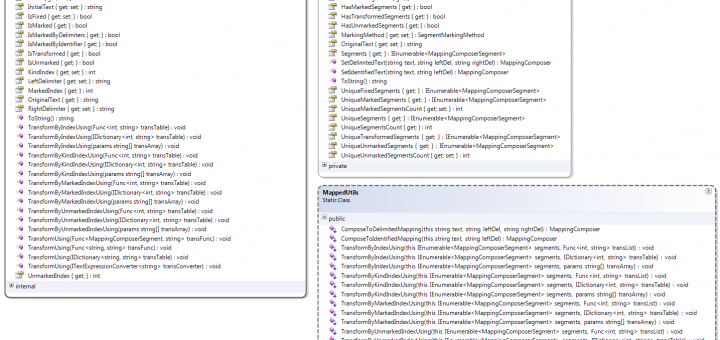 InitialText { get; set; } : string
IsFixed { get; set; } : bool
IsMarked { get; } : bool
IsMarkedByDelimiters { get; } : bool
IsMarkedByIdentifier { get; } : bool
IsTransformed { get; set; } : bool
IsUnmarked { get; } : bool
KindIndex { get; set; } : int
LeftDelimiter { get; set; } : string
MarkedIndex { get; } : int
OriginalText { get; } : string
RightDelimiter { get; set; } : string
ToString() : string
TransformByIndexUsing(Func<int, string> transTable) : void
TransformByIndexUsing(IDictionary<int, string> transTable) : void
TransformByIndexUsing(params string[] transArray) : void
TransformByKindIndexUsing(Func<int, string> transTable) : void
TransformByKindIndexUsing(IDictionary<int, string> transTable) : void
TransformByKindIndexUsing(params string[] transArray) : void
TransformByMarkedIndexUsing(Func<int, string> transTable) : void
TransformByMarkedIndexUsing(IDictionary<int, string> transTable) : void
TransformByMarkedIndexUsing(params string[] transArray) : void
TransformByUnmarkedIndexUsing(Func<int, string> transTable) : void
TransformByUnmarkedIndexUsing(IDictionary<int, string> transTable) : void
TransformByUnmarkedIndexUsing(params string[] transArray) : void
TransformUsing(Func<MappingComposerSegment, string> transFunc) : void
TransformUsing(Func<string, string> transFunc) : void
TransformUsing(IDictionary<string, string> transTable) : void
TransformUsing(ITextExpressionConverter<string> transConverter) : void
UnmarkedIndex { get; } : int
internal
HasMarkedSegments { get; } : bool
HasTransformedSegments { get; } : bool
HasUnmarkedSegments { get; } : bool
MarkingMethod { get; set; } : SegmentMarkingMethod
OriginalText { get; set; } : string
Segments { get; } : IEnumerable<MappingComposerSegment>
SetDelimitedText(string text, string leftDel, string rightDel) : MappingComposer
SetIdentifiedText(string text, string leftDel) : MappingComposer
ToString() : string
UniqueFixedSegments { get; } : IEnumerable<MappingComposerSegment>
UniqueMarkedSegments { get; } : IEnumerable<MappingComposerSegment>
UniqueMarkedSegmentsCount { get; set; } : int
UniqueSegments { get; } : IEnumerable<MappingComposerSegment>
UniqueSegmentsCount { get; } : int
UniqueTransformedSegments { get; } : IEnumerable<MappingComposerSegment>
UniqueUnmarkedSegments { get; } : IEnumerable<MappingComposerSegment>
UniqueUnmarkedSegmentsCount { get; set; } : int
private
MappedUtils
Static Class
public
ComposeToDelimitedMapping(this string text, string leftDel, string rightDel) : MappingComposer
ComposeToIdentifiedMapping(this string text, string leftDel) : MappingComposer
TransformByIndexUsing(this IEnumerable<MappingComposerSegment> segments, Func<int, string> transList) : void
TransformByIndexUsing(this IEnumerable<MappingComposerSegment> segments, IDictionary<int, string> transTable) : void
TransformByIndexUsing(this IEnumerable<MappingComposerSegment> segments, params string[] transArray) : void
TransformByKindIndexUsing(this IEnumerable<MappingComposerSegment> segments, Func<int, string> transList) : void
TransformByKindIndexUsing(this IEnumerable<MappingComposerSegment> segments, IDictionary<int, string> transTable) : void
TransformByKindIndexUsing(this IEnumerable<MappingComposerSegment> segments, params string[] transArray) : void
TransformByMarkedIndexUsing(this IEnumerable<MappingComposerSegment> segments, Func<int, string> transList) : void
TransformByMarkedIndexUsing(this IEnumerable<MappingComposerSegment> segments, IDictionary<int, string> transTable) : void
TransformByMarkedIndexUsing(this IEnumerable<MappingComposerSegment> segments, params string[] transArray) : void
TransformByUnmarkedIndexUsing(this IEnumerable<MappingComposerSegment> segments, Func<int, string> transList) : void
TransformByUnmarkedIndexUsing(this IEnumerable<MappingComposerSegment> segments, IDictionary<int, string> transTable) : void